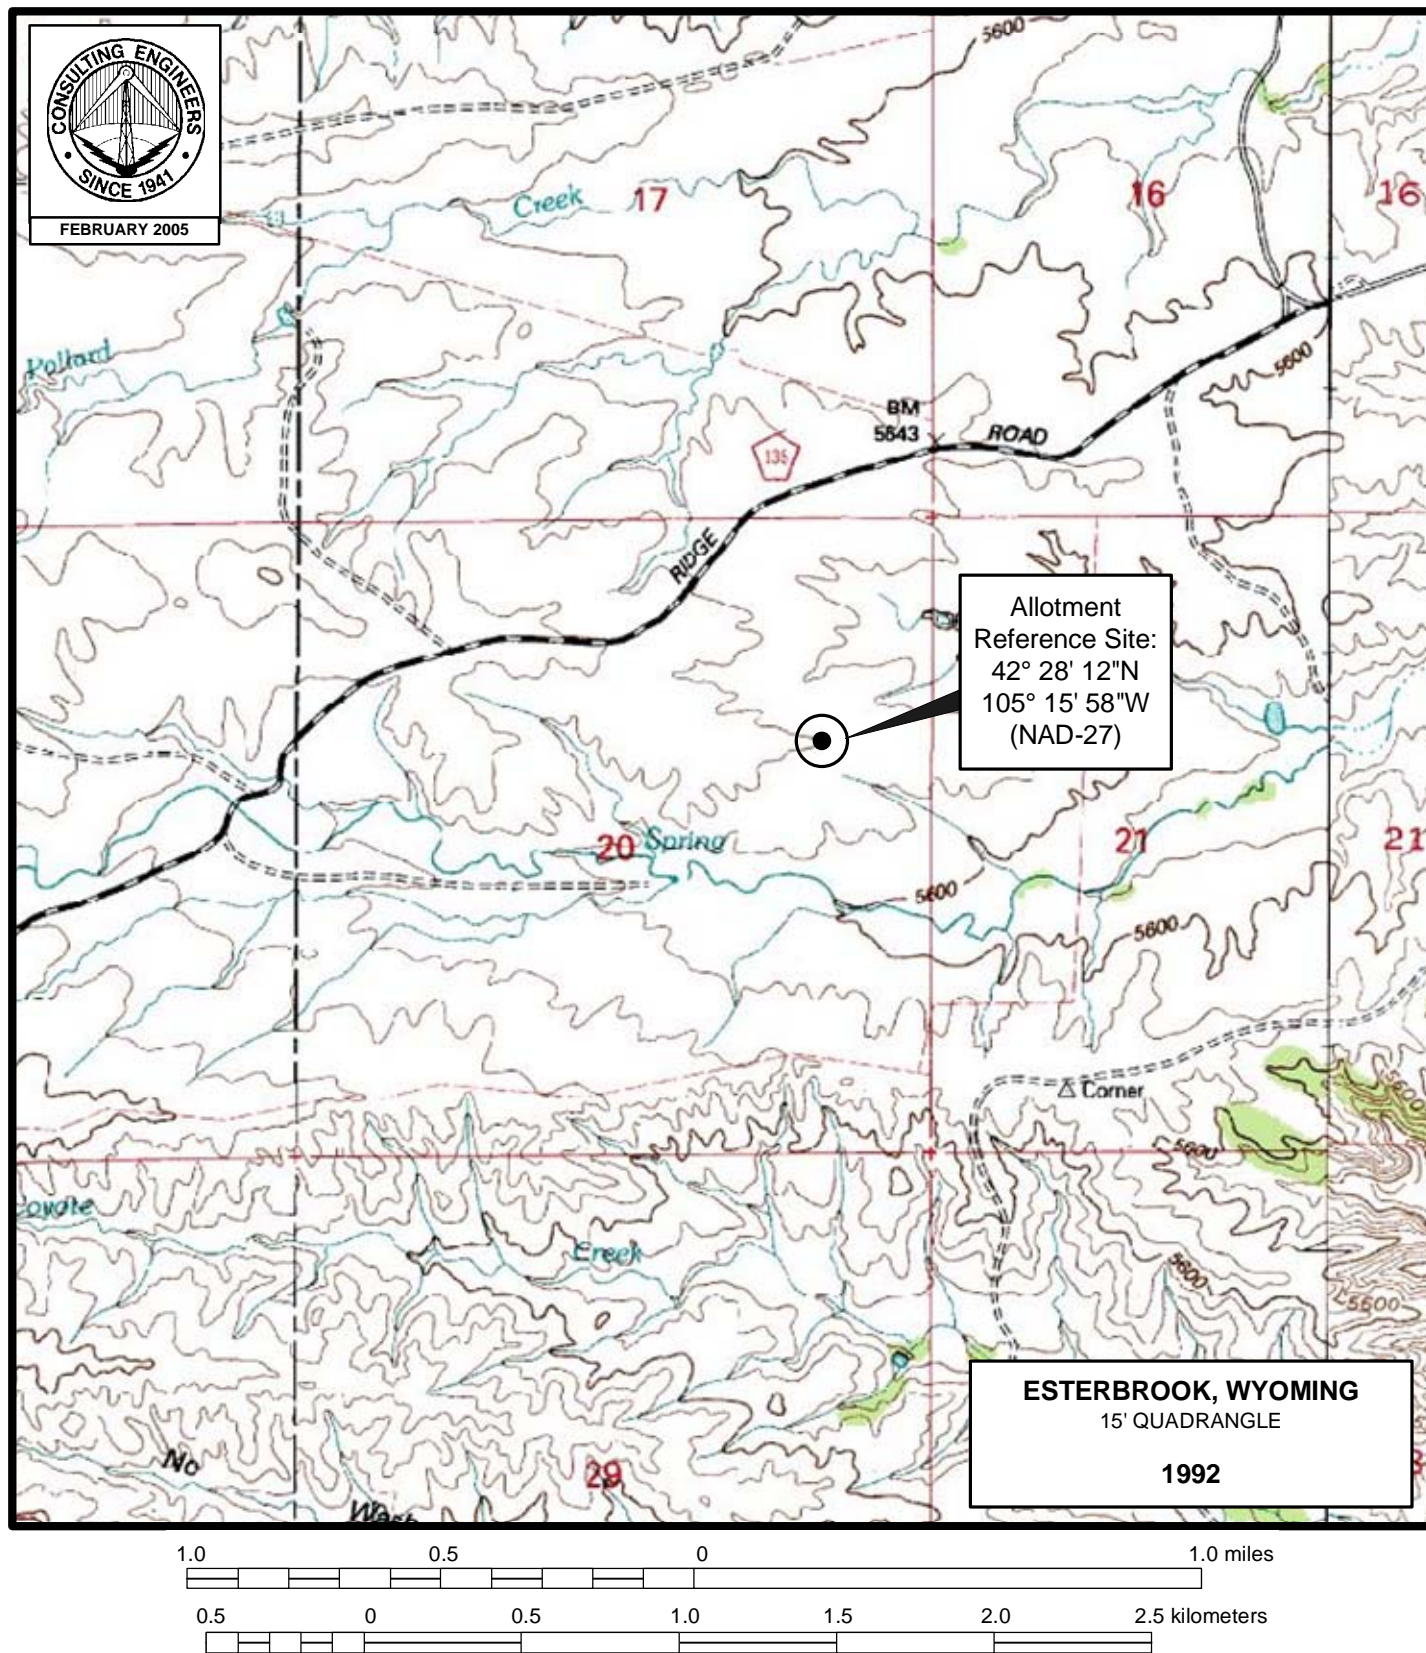 CONSULTING ENGINEERS
SINCE 1941
FEBRUARY 2005
5600
Creek
17
16
16
Pollard
5600
BM
5643
ROAD
135
RIDGE
Allotment
Reference Site:
42° 28' 12"N
105° 15' 58"W
(NAD-27)
20
Spring
21
21
5600
5600
Corner
5600
5600
Coyote
Creek
5600
5600
ESTERBROOK, WYOMING
15' QUADRANGLE
1992
No
29
1.0 0.5 0 1.0 miles
0.5 0 0.5 1.0 1.5 2.0 2.5 kilometers